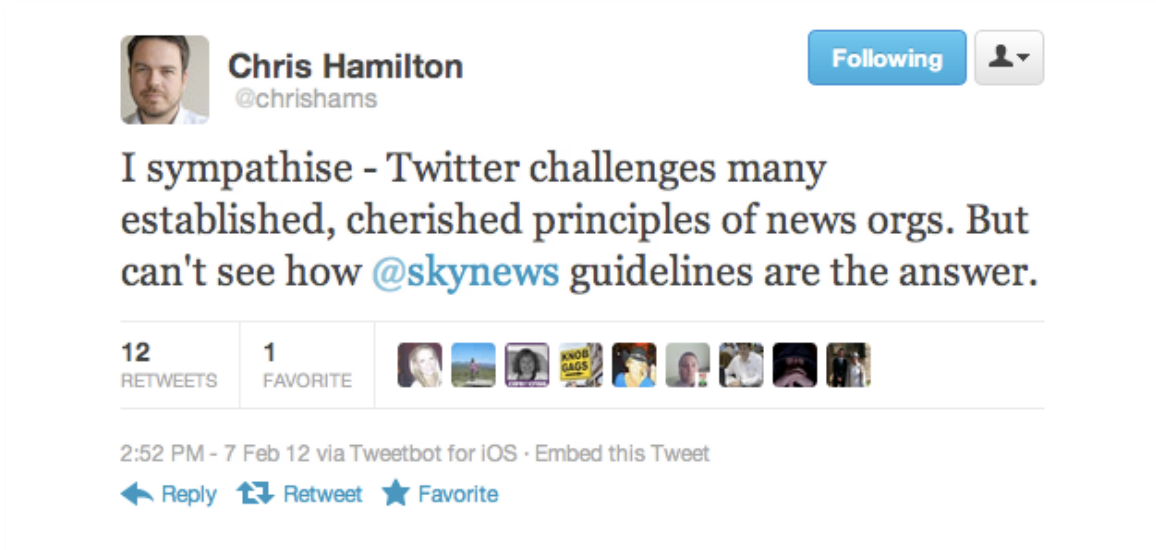 Chris Hamilton
@chrishams
Following
I sympathise - Twitter challenges many
established, cherished principles of news orgs. But
can't see how @skynews guidelines are the answer.
12
RETWEETS
1
FAVORITE
KNOB
GAGS
2:52 PM - 7 Feb 12 via Tweetbot for iOS · Embed this Tweet
Reply Retweet Favorite